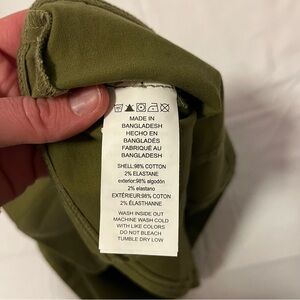 MADE IN
BANGLADESH
HECHO EN
BANGLADÉS
FABRIQUÉ AU
BANGLADESH
SHELL:98% COTTON
2% ELASTANE
exterior:98% algodón
2% elastano
EXTÉRIEUR:98% COTON
2% ÉLASTHANNE
WASH INSIDE OUT
MACHINE WASH COLD
WITH LIKE COLORS
DO NOT BLEACH
TUMBLE DRY LOW